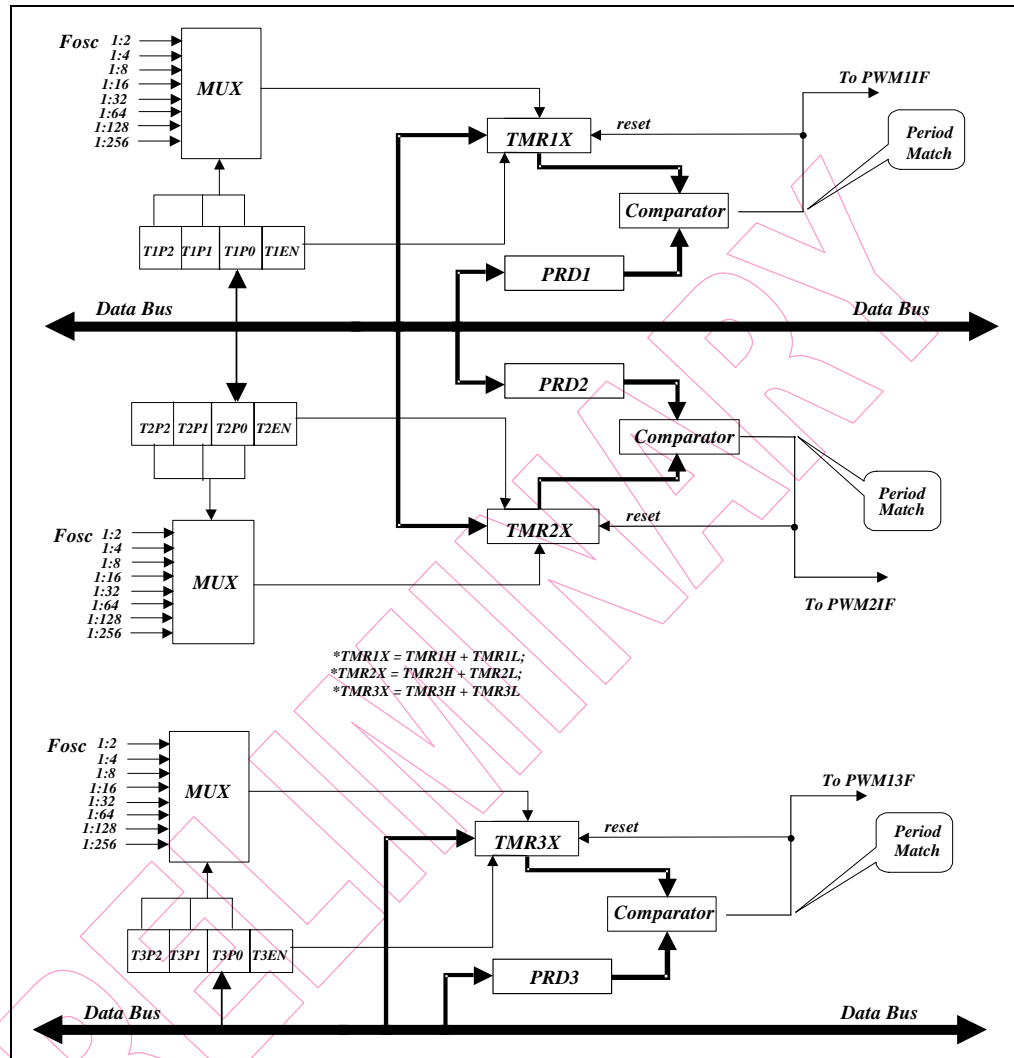 Fosc 1:2
1:4
1:8
1:16
1:32
1:64
1:128
1:256
MUX
To PWM1IF
TMR1X
reset
Period
Match
Comparator
T1P2 T1P1 T1P0 T1EN
PRD1
Data Bus
Data Bus
PRD2
T2P2 T2P1 T2P0 T2EN
Comparator
Period
Match
TMR2X
reset
Fosc 1:2
1:4
1:8
1:16
1:32
1:64
1:128
1:256
MUX
To PWM2IF
*TMR1X = TMR1H + TMR1L;
*TMR2X = TMR2H + TMR2L;
*TMR3X = TMR3H + TMR3L
Fosc 1:2
1:4
1:8
1:16
1:32
1:64
1:128
1:256
MUX
To PWM13F
TMR3X
reset
Period
Match
Comparator
T3P2 T3P1 T3P0 T3EN
PRD3
Data Bus
Data Bus
PRELIMINARY